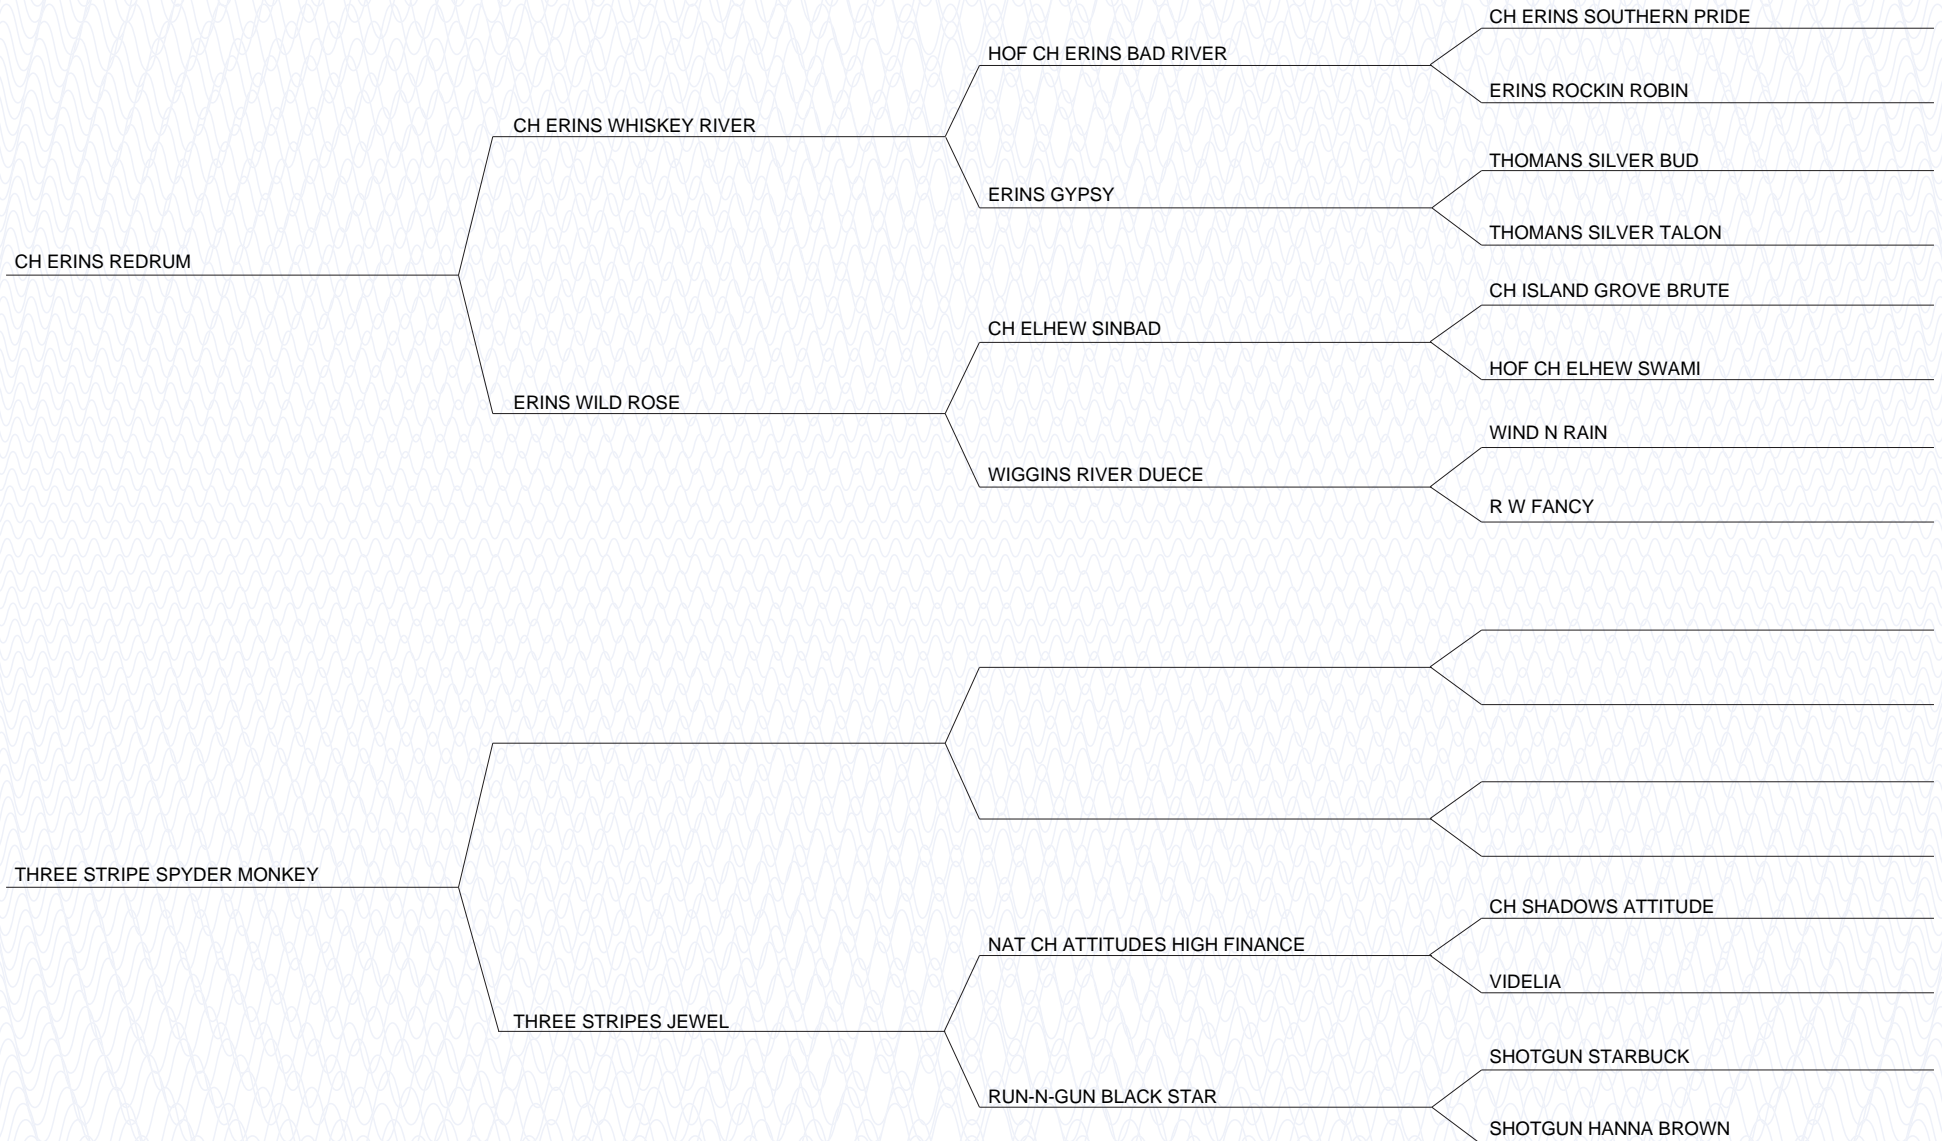 CH ERINS SOUTHERN PRIDE
HOF CH ERINS BAD RIVER
ERINS ROCKIN ROBIN
CH ERINS WHISKEY RIVER
THOMANS SILVER BUD
ERINS GYPSY
THOMANS SILVER TALON
CH ERINS REDRUM
CH ISLAND GROVE BRUTE
CH ELHEW SINBAD
HOF CH ELHEW SWAMI
ERINS WILD ROSE
WIND N RAIN
WIGGINS RIVER DUECE
R W FANCY
THREE STRIPE SPYDER MONKEY
CH SHADOWS ATTITUDE
NAT CH ATTITUDES HIGH FINANCE
VIDELIA
THREE STRIPES JEWEL
SHOTGUN STARBUCK
RUN-N-GUN BLACK STAR
SHOTGUN HANNA BROWN